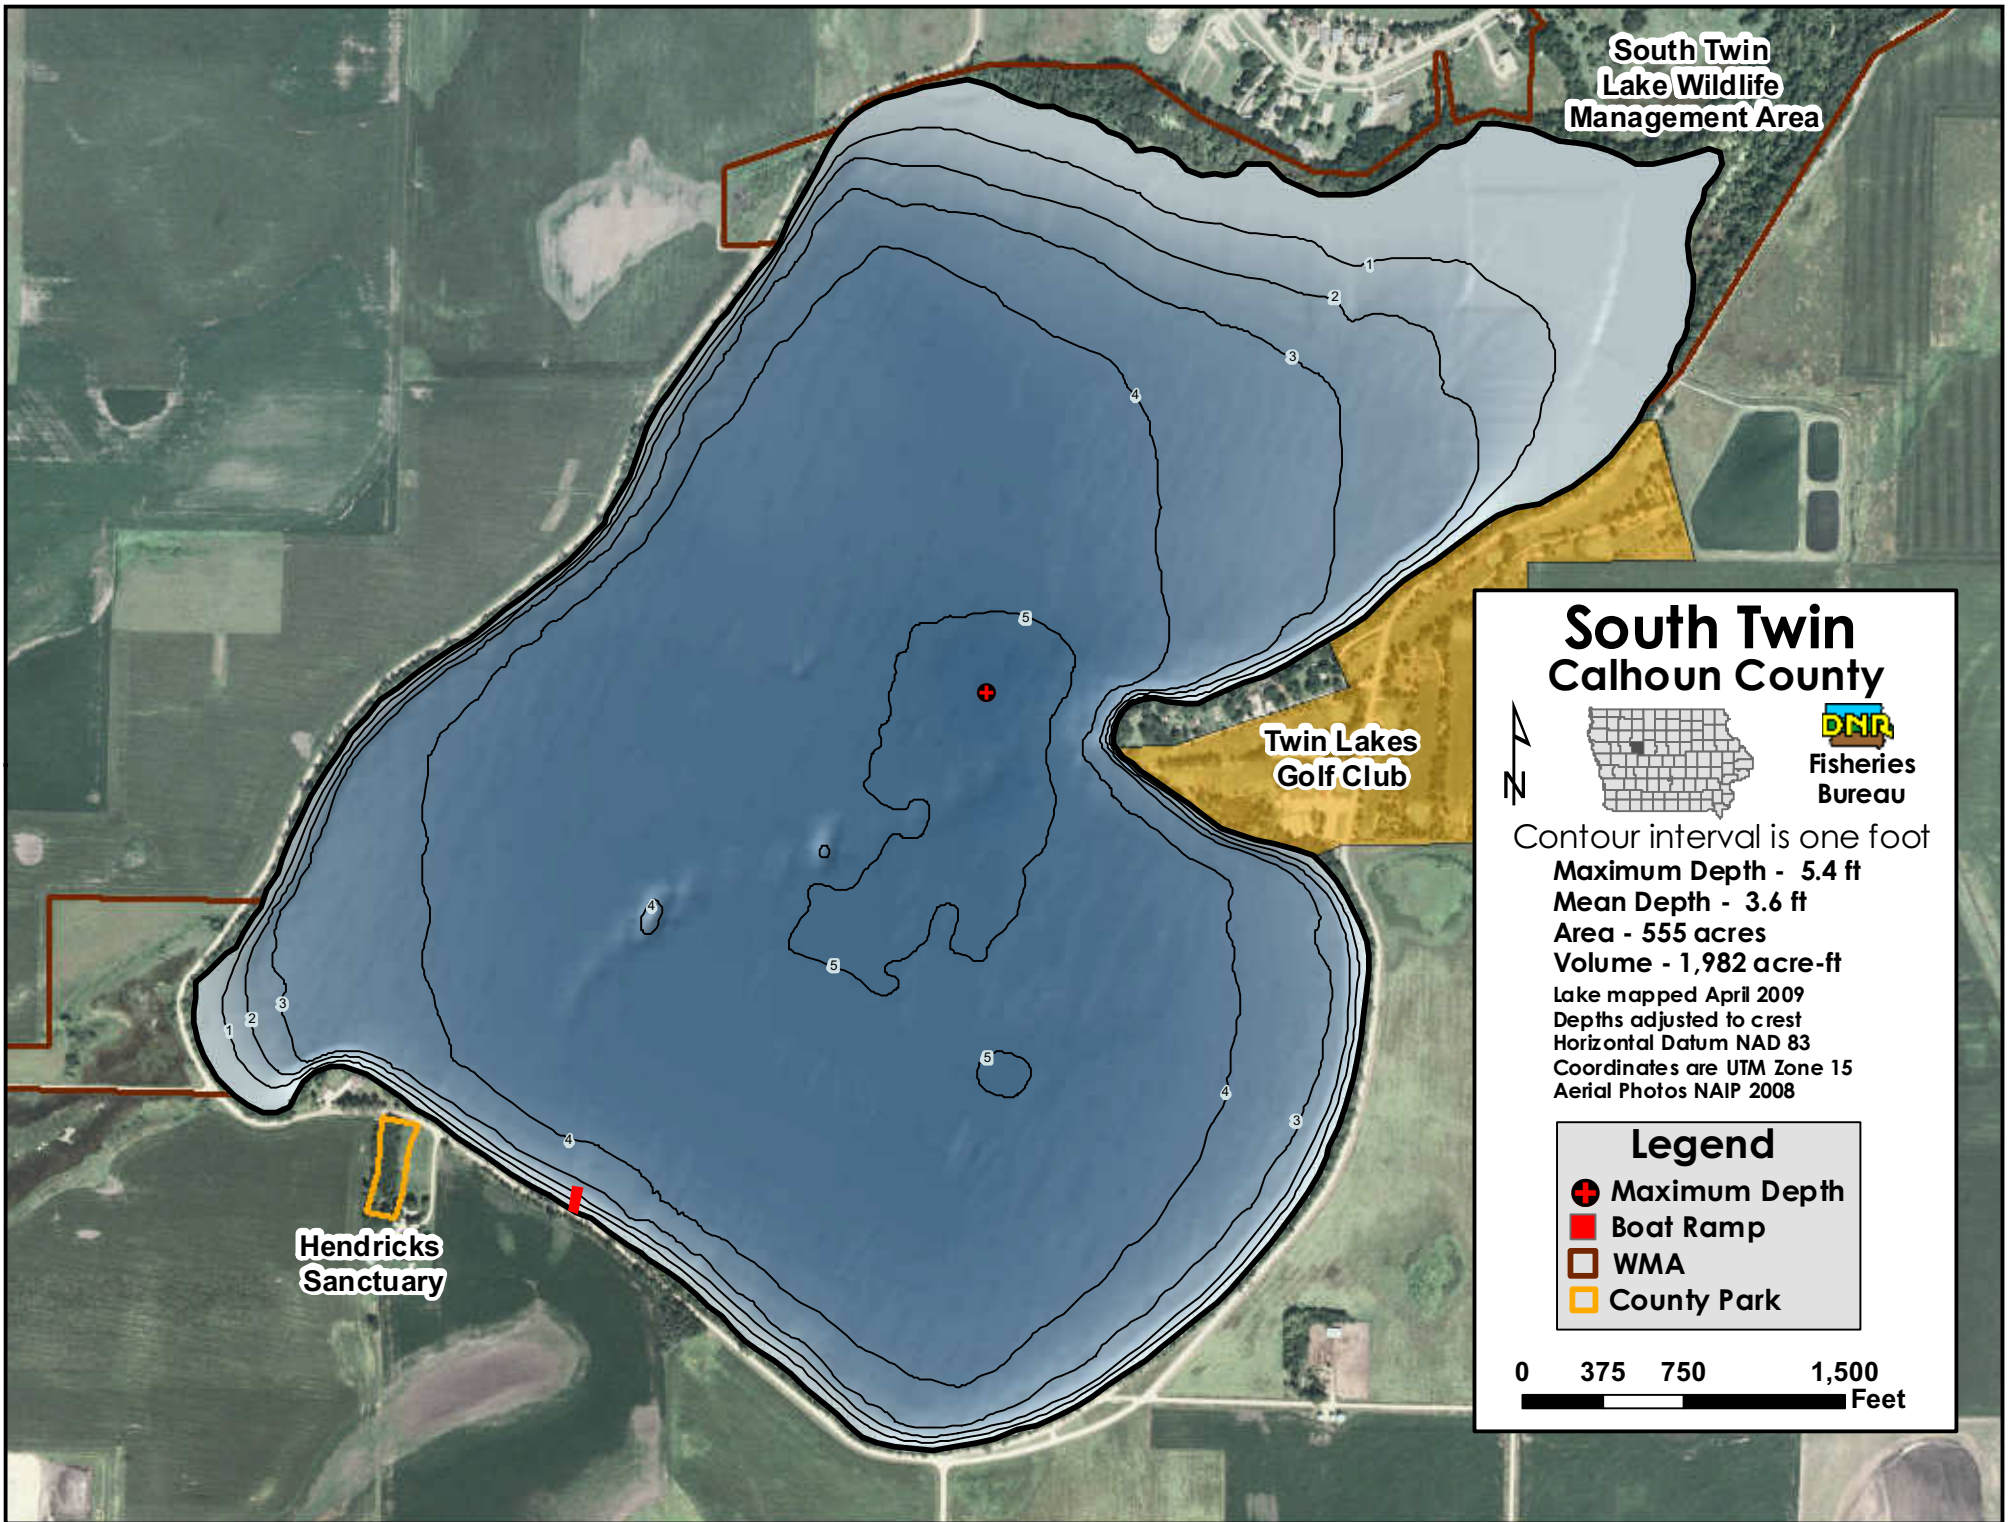 South Twin
Lake Wildlife
Management Area
1
2
3
4
5
Twin Lakes
Golf Club
4
5
3
2
1
5
4
3
4
Hendricks
Sanctuary
South Twin
Calhoun County
N
DNR
Fisheries
Bureau
Contour interval is one foot
Maximum Depth - 5.4 ft
Mean Depth - 3.6 ft
Area - 555 acres
Volume - 1,982 acre-ft
Lake mapped April 2009
Depths adjusted to crest
Horizontal Datum NAD 83
Coordinates are UTM Zone 15
Aerial Photos NAIP 2008
Legend
Maximum Depth
Boat Ramp
WMA
County Park
0 375 750 1,500
Feet